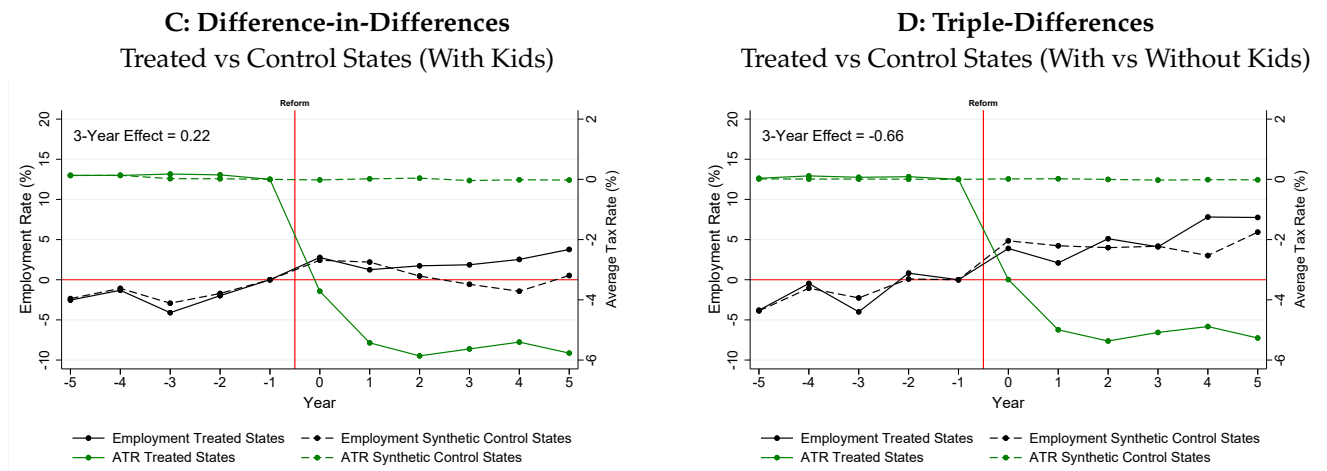 C: Difference-in-Differences
Treated vs Control States (With Kids)
Reform
3-Year Effect = 0.22
Employment Rate (%)
20
15
10
5
0
-5
-10
Average Tax Rate (%)
2
0
-2
-4
-6
-5 -4 -3 -2 -1 0 1 2 3 4 5
Year
Employment Treated States
Employment Synthetic Control States
ATR Treated States
ATR Synthetic Control States
D: Triple-Differences
Treated vs Control States (With vs Without Kids)
Reform
3-Year Effect = -0.66
Employment Rate (%)
20
15
10
5
0
-5
-10
Average Tax Rate (%)
2
0
-2
-4
-6
-5 -4 -3 -2 -1 0 1 2 3 4 5
Year
Employment Treated States
Employment Synthetic Control States
ATR Treated States
ATR Synthetic Control States